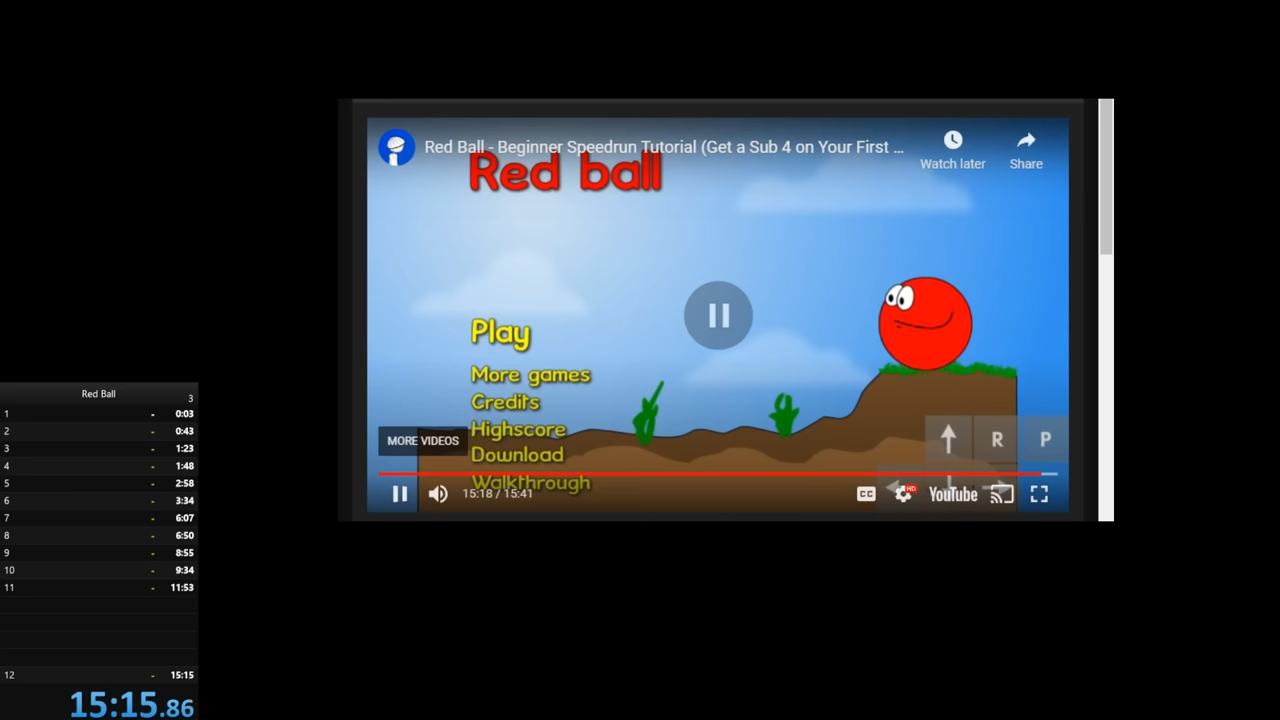 Red Ball - Beginner Speedrun Tutorial (Get a Sub 4 on Your First ...
Watch later
Share
Red ball
Play
More games
Credits
Highscore
Download
Walkthrough
MORE VIDEOS
R
P
15:18 / 15:41
CC
HD
YouTube
Red Ball
3
1 - 0:03
2 - 0:43
3 - 1:23
4 - 1:48
5 - 2:58
6 - 3:34
7 - 6:07
8 - 6:50
9 - 8:55
10 - 9:34
11 - 11:53
12 - 15:15
15:15.86